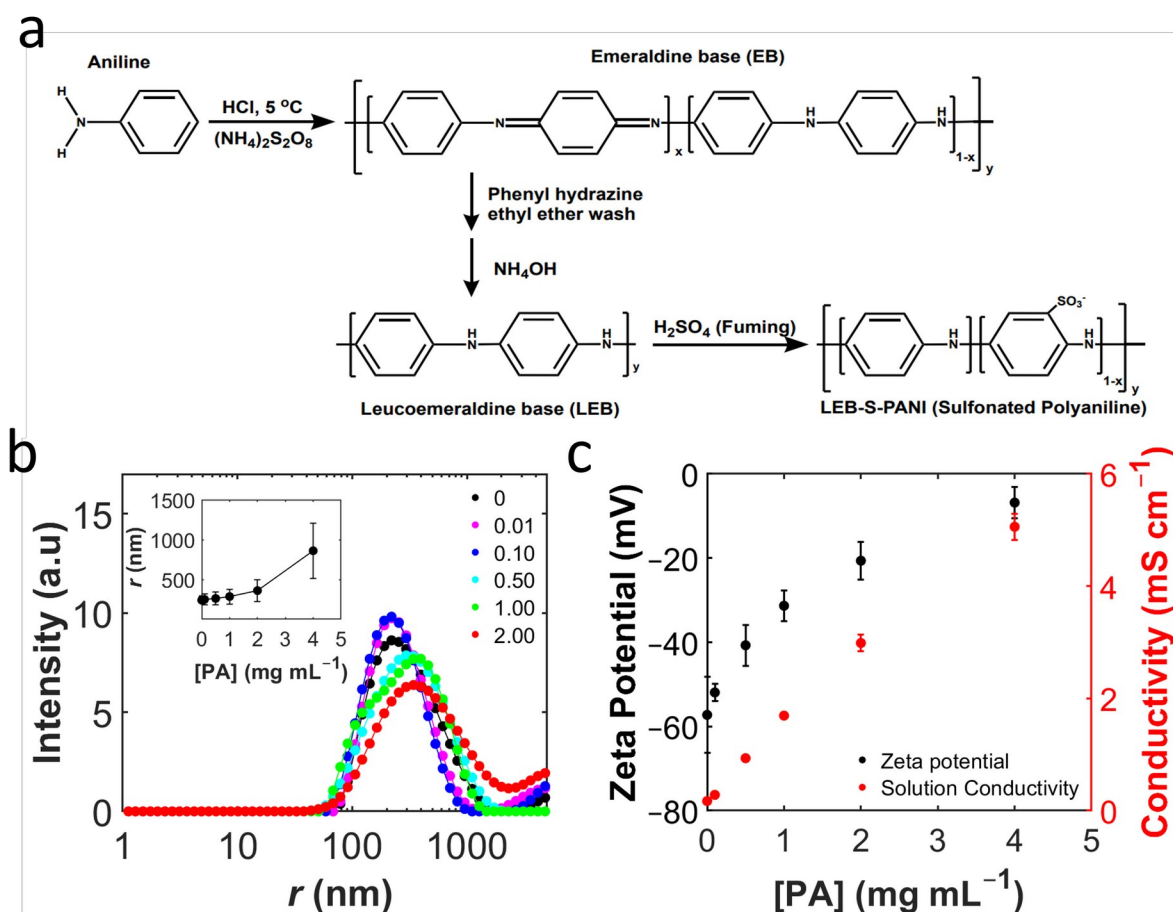 a
Aniline
H
N
H
HCl, 5 °C
(NH₄)₂S₂O₈
Emeraldine base (EB)
N
N
x
H
N
H
N
1-x
y
Phenyl hydrazine
ethyl ether wash
NH₄OH
H
N
H
N
y
Leucoemeraldine base (LEB)
H₂SO₄ (Fuming)
H
N
SO₃⁻
H
N
1-x
y
LEB-S-PANI (Sulfonated Polyaniline)
b
Intensity (a.u)
15
10
5
0
1
10
100
1000
r (nm)
1500
1000
500
r (nm)
0 1 2 3 4 5
[PA] (mg mL⁻¹)
0
0.01
0.10
0.50
1.00
2.00
c
Zeta Potential (mV)
0
−20
−40
−60
−80
0 1 2 3 4 5
[PA] (mg mL⁻¹)
Zeta potential
Solution Conductivity
6
4
2
0
Conductivity (mS cm⁻¹)